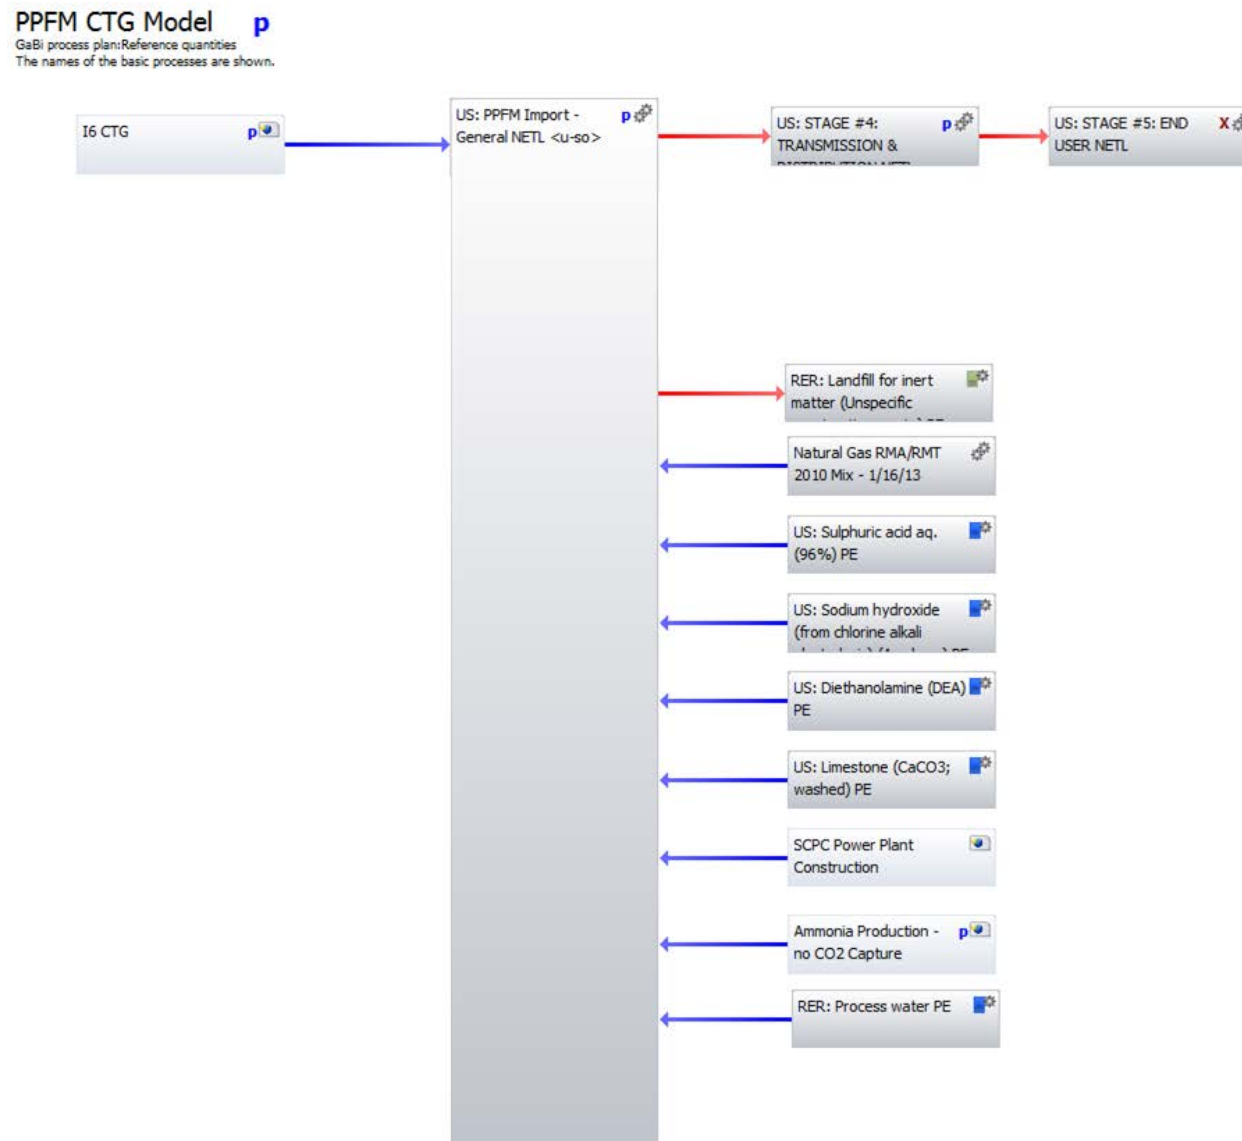 PPFM CTG Model p
GaBi process plan:Reference quantities
The names of the basic processes are shown.
I6 CTG p
US: PPFM Import - p
General NETL <u-so>
US: STAGE #4: p
TRANSMISSION &
US: STAGE #5: END X
USER NETL
RER: Landfill for inert
matter (Unspecific
Natural Gas RMA/RMT
2010 Mix - 1/16/13
US: Sulphuric acid aq.
(96%) PE
US: Sodium hydroxide
(from chlorine alkali
US: Diethanolamine (DEA)
PE
US: Limestone (CaCO3;
washed) PE
SCPC Power Plant
Construction
Ammonia Production - p
no CO2 Capture
RER: Process water PE